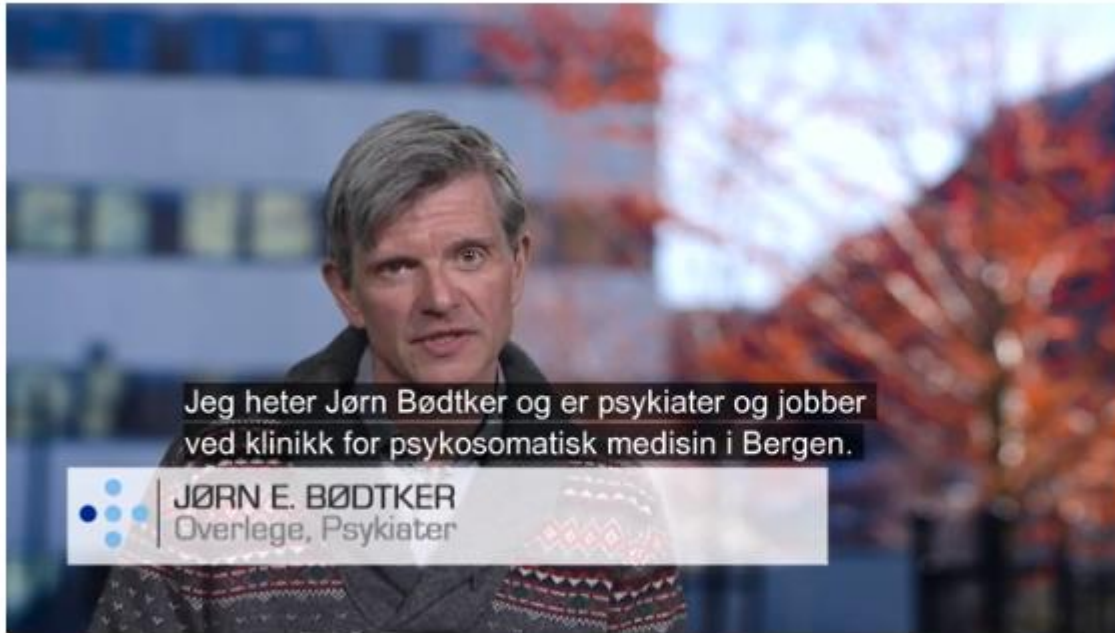 Jeg heter Jørn Bødtker og er psykiater og jobber
ved klinikk for psykosomatisk medisin i Bergen.
JØRN E. BØDTKER
Overlege, Psykiater